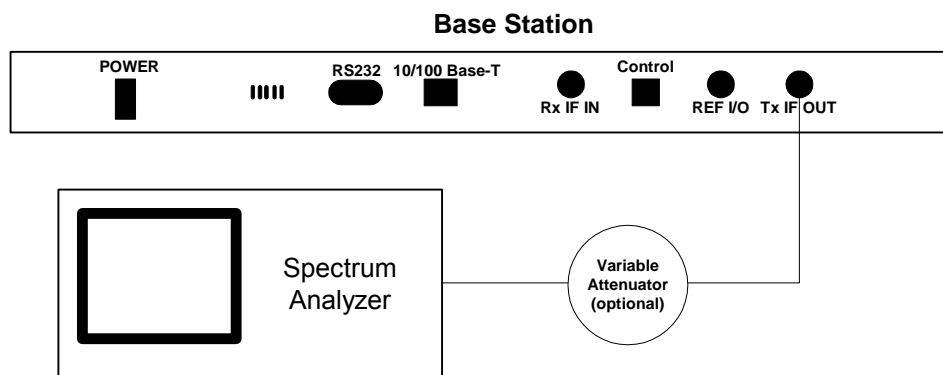 Base Station
POWER
RS232
10/100 Base-T
Rx IF IN
Control
REF I/O
Tx IF OUT
Spectrum
Analyzer
Variable
Attenuator
(optional)